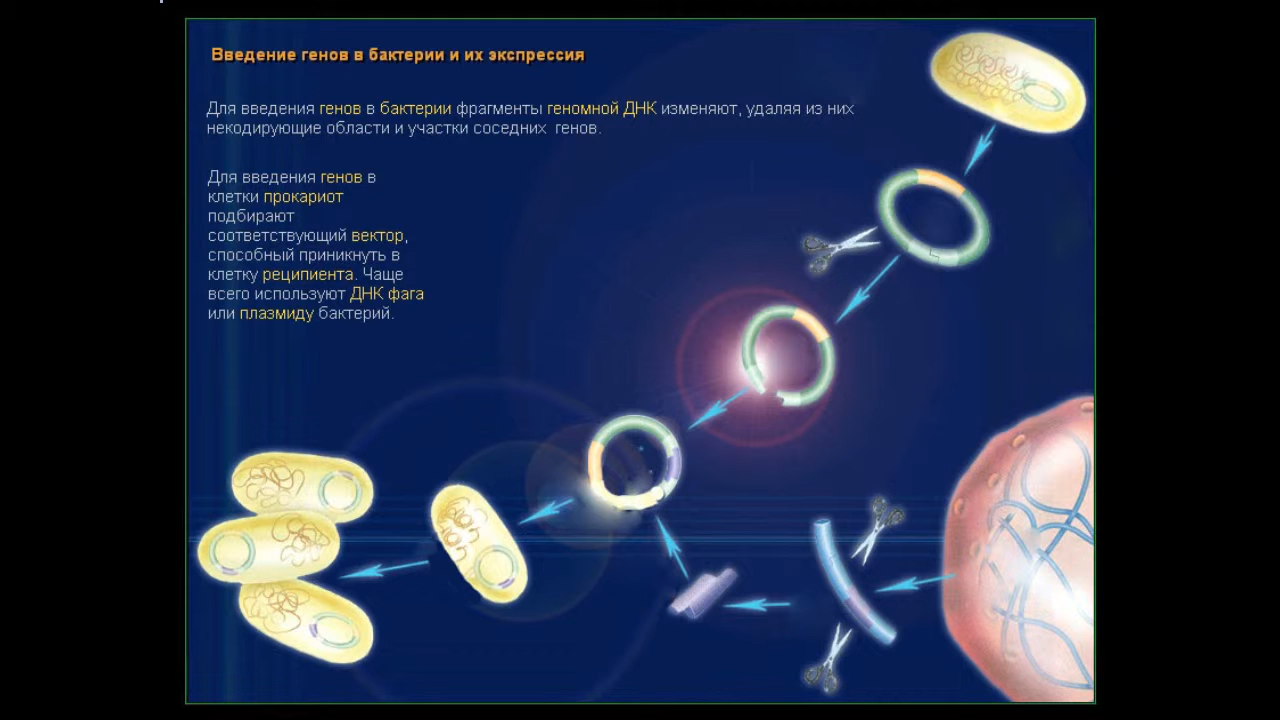 Введение генов в бактерии и их экспрессия
Для введения генов в бактерии фрагменты геномной ДНК изменяют, удаляя из них
некодирующие области и участки соседних генов.
Для введения генов в
клетки прокариот
подбирают
соответствующий вектор,
способный приникнуть в
клетку реципиента. Чаще
всего используют ДНК фага
или плазмиду бактерий.